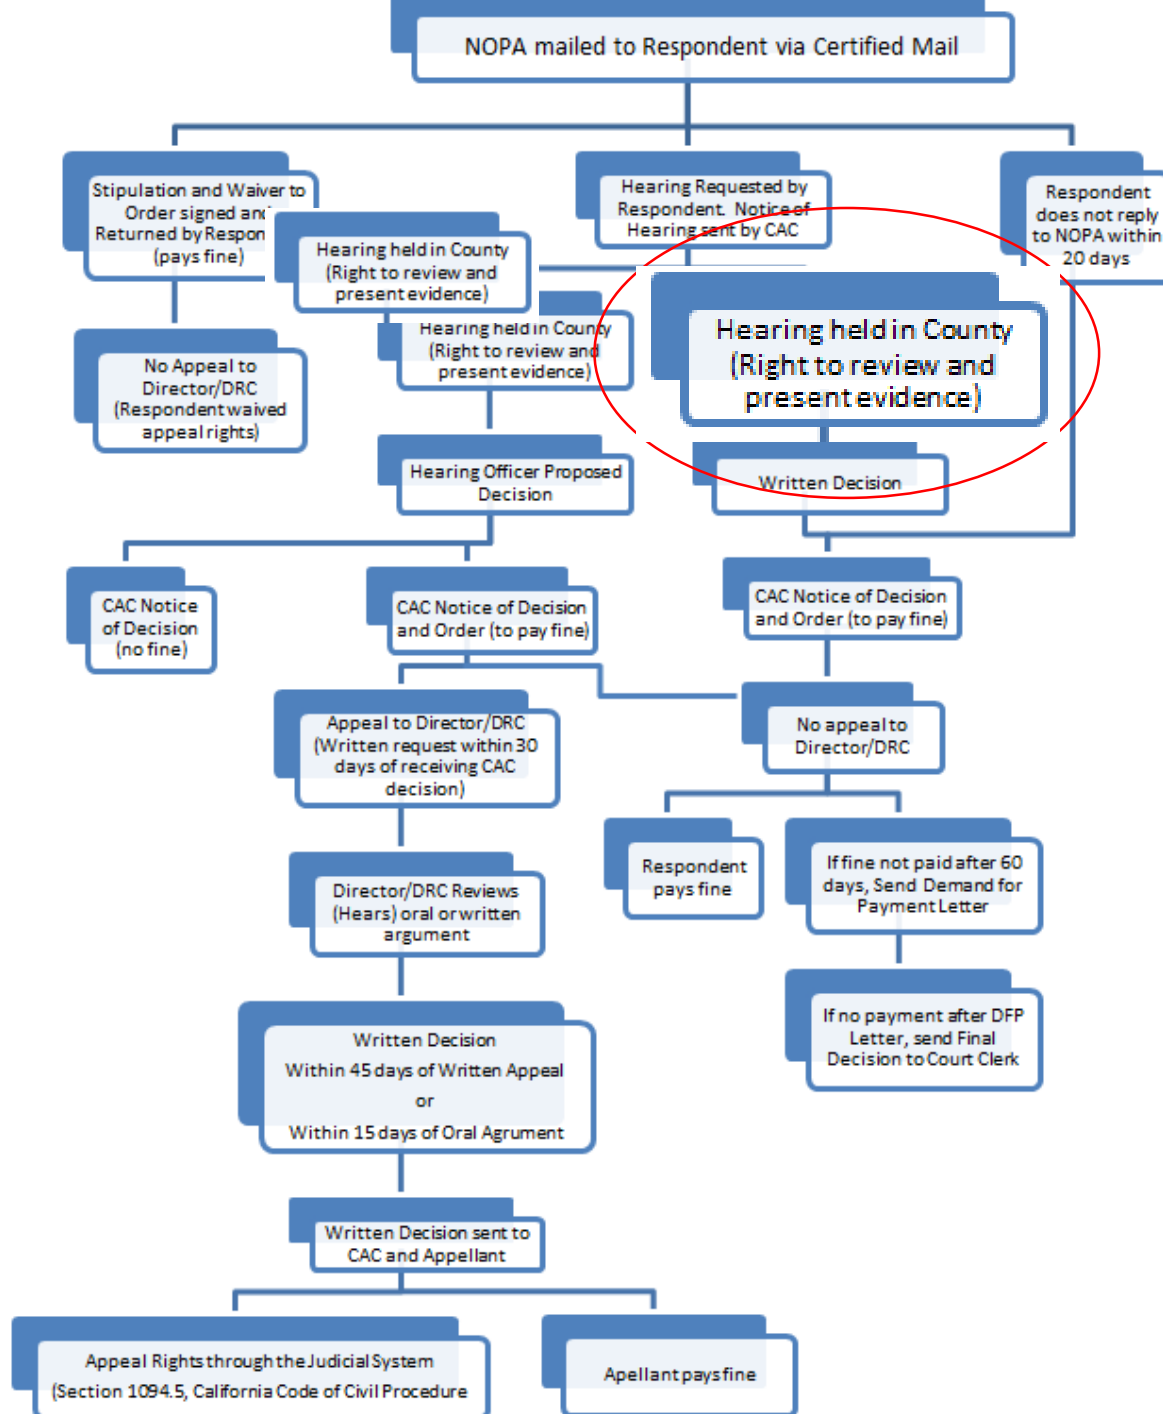 NOPA mailed to Respondent via Certified Mail
Stipulation and Waiver to
Order signed and
Returned by Respon
(pays fine)
Hearing Requested by
Respondent. Notice of
Hearing sent by CAC
Respondent
does not reply
to NOPA within
20 days
Hearing held in County
(Right to review and
present evidence)
Hearing held in County
(Right to review and
present evidence)
Hearing held in County
(Right to review and
present evidence)
No Appeal to
Director/DRC
(Respondent waived
appeal rights)
Hearing Officer Proposed
Decision
Written Decision
CAC Notice
of Decision
(no fine)
CAC Notice of Decision
and Order (to pay fine)
CAC Notice of Decision
and Order (to pay fine)
Appeal to Director/DRC
(Written request within 30
days of receiving CAC
decision)
No appeal to
Director/DRC
Director/DRC Reviews
(Hears) oral or written
argument
Respondent
pays fine
If fine not paid after 60
days, Send Demand for
Payment Letter
If no payment after DFP
Letter, send Final
Decision to Court Clerk
Written Decision
Within 45 days of Written Appeal
or
Within 15 days of Oral Agrument
Written Decision sent to
CAC and Appellant
Appeal Rights through the Judicial System
(Section 1094.5, California Code of Civil Procedure
Apellant pays fine